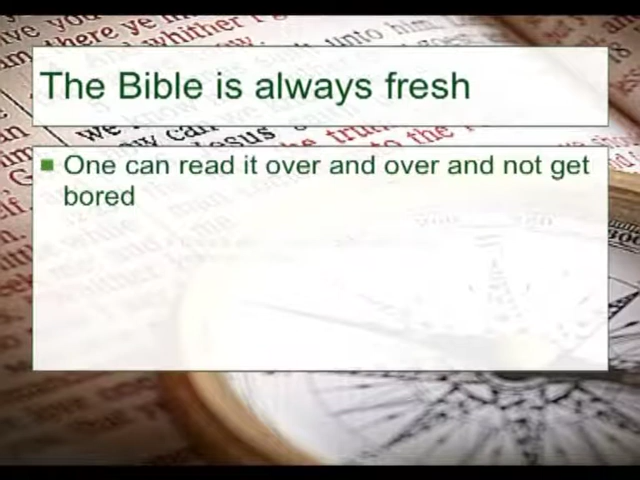 The Bible is always fresh
One can read it over and over and not get
bored